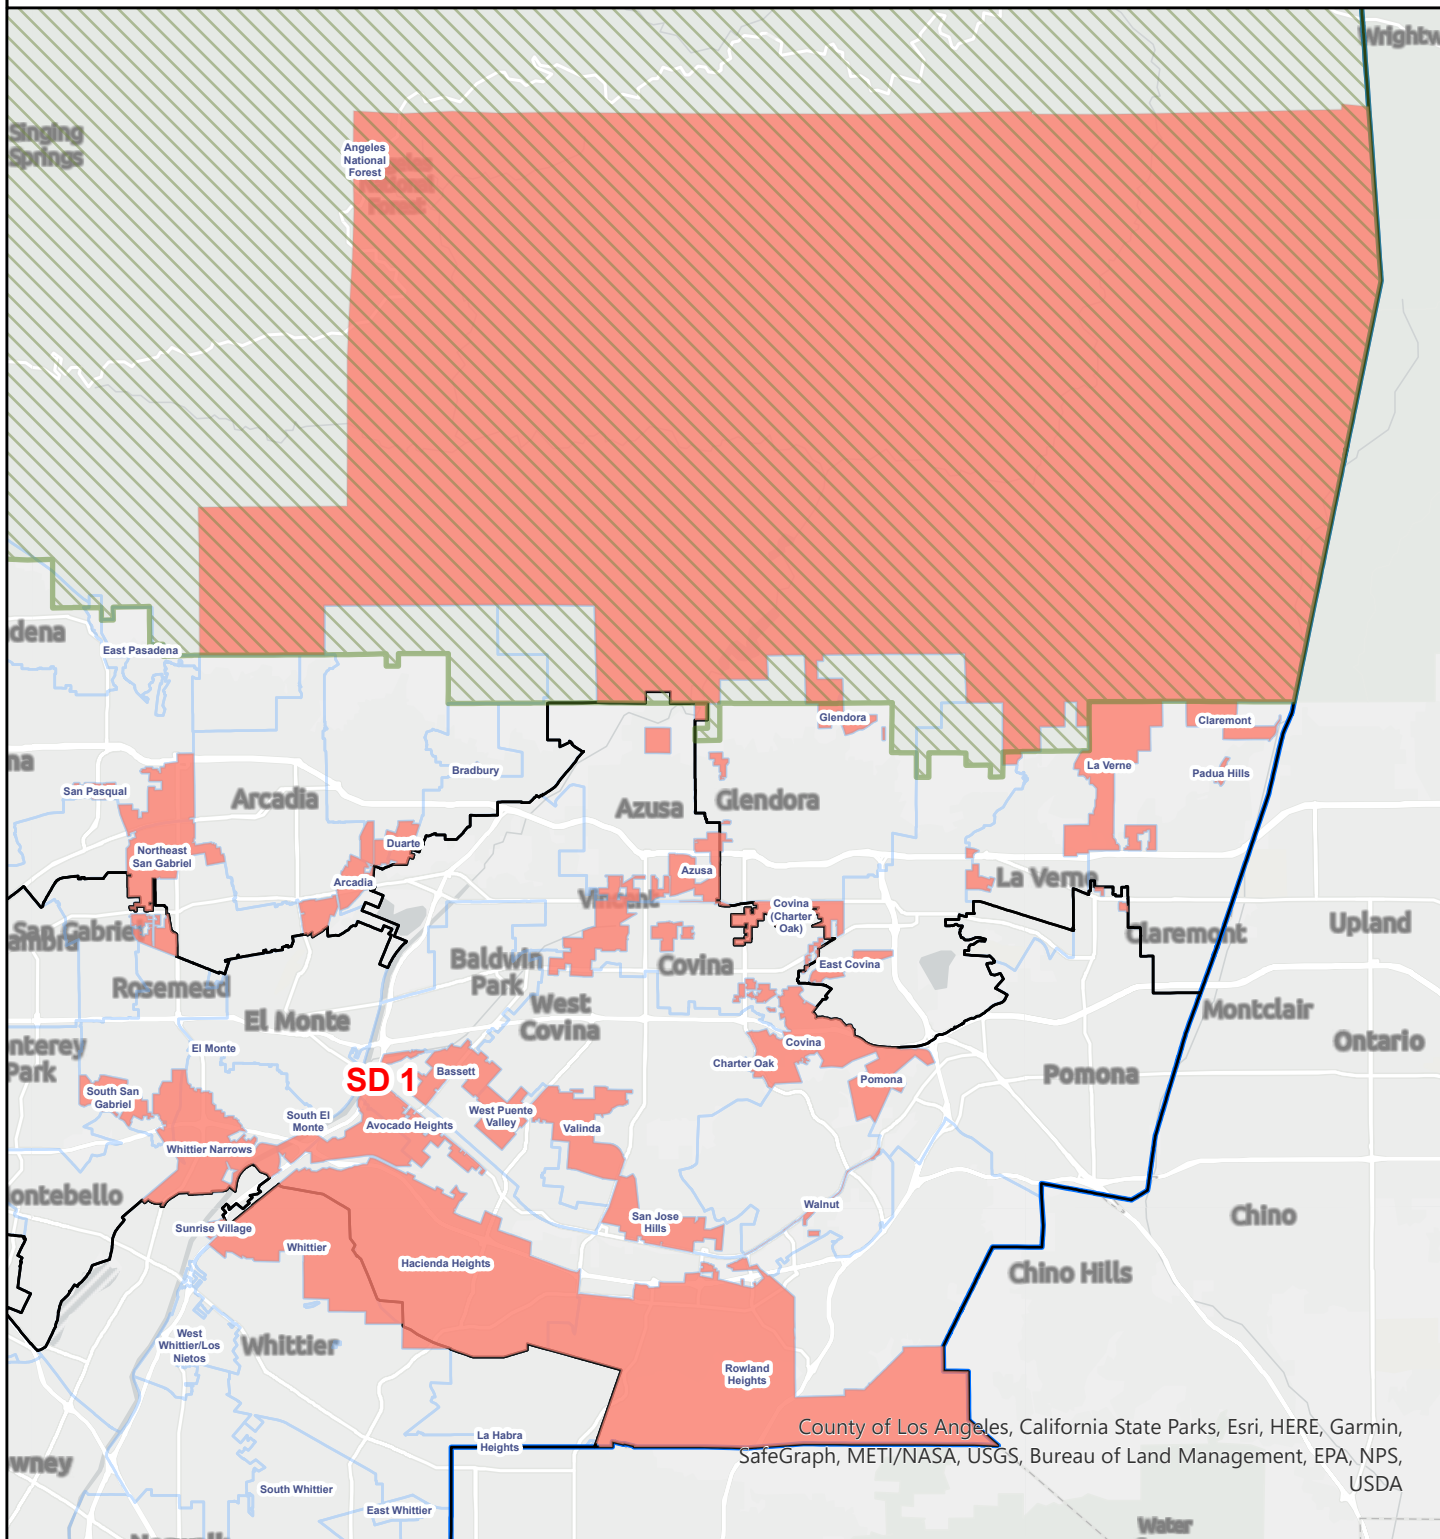 Wrightw
Singing
Springs
Angeles
National
Forest
Angeles
National
Forest
dena
East Pasadena
Glendora
Claremont
na
Bradbury
La Verne
Padua Hills
San Pasqual
Arcadia
Azusa
Glendora
Duarte
Northeast
San Gabriel
Azusa
Arcadia
La Verne
Vincent
Covina
(Charter
Oak)
San Gabriel
ambra
Upland
Claremont
Baldwin
Park
Covina
East Covina
Rosemead
West
Covina
Montclair
El Monte
nterey
Park
El Monte
Ontario
Covina
Charter Oak
SD 1
Bassett
Pomona
Pomona
South San
Gabriel
West Puente
Valley
South El
Monte
Avocado Heights
Valinda
Whittier Narrows
ontebello
Walnut
San Jose
Hills
Chino
Sunrise Village
Whittier
Hacienda Heights
Chino Hills
West
Whittier/Los
Nietos
Whittier
Rowland
Heights
County of Los Angeles, California State Parks, Esri, HERE, Garmin,
SafeGraph, METI/NASA, USGS, Bureau of Land Management, EPA, NPS,
USDA
La Habra
Heights
wney
South Whittier
East Whittier
Water